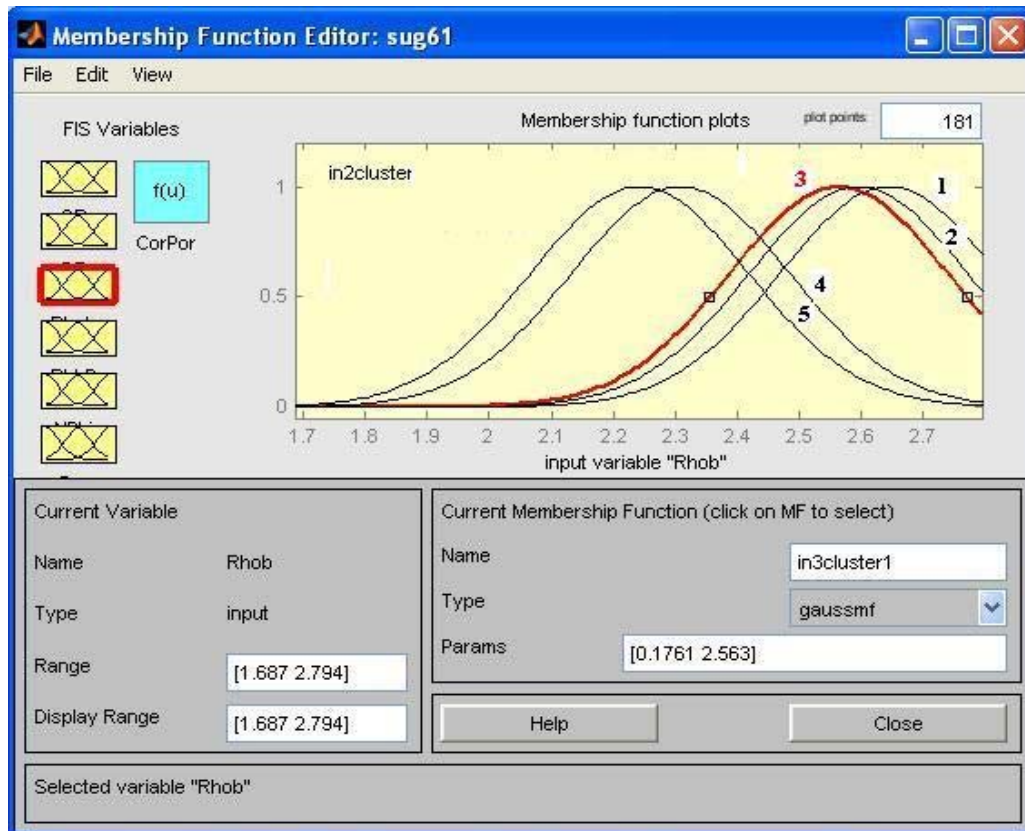 Membership Function Editor: sug61
File Edit View
FIS Variables
Membership function plots
plot points:
181
f(u)
CorPor
in2cluster
3
1
2
4
5
1
0.5
0
1.7 1.8 1.9 2 2.1 2.2 2.3 2.4 2.5 2.6 2.7
input variable "Rhob"
Current Variable
Name Rhob
Type input
Range [1.687 2.794]
Display Range [1.687 2.794]
Current Membership Function (click on MF to select)
Name in3cluster1
Type gaussmf
Params [0.1761 2.563]
Help Close
Selected variable "Rhob"